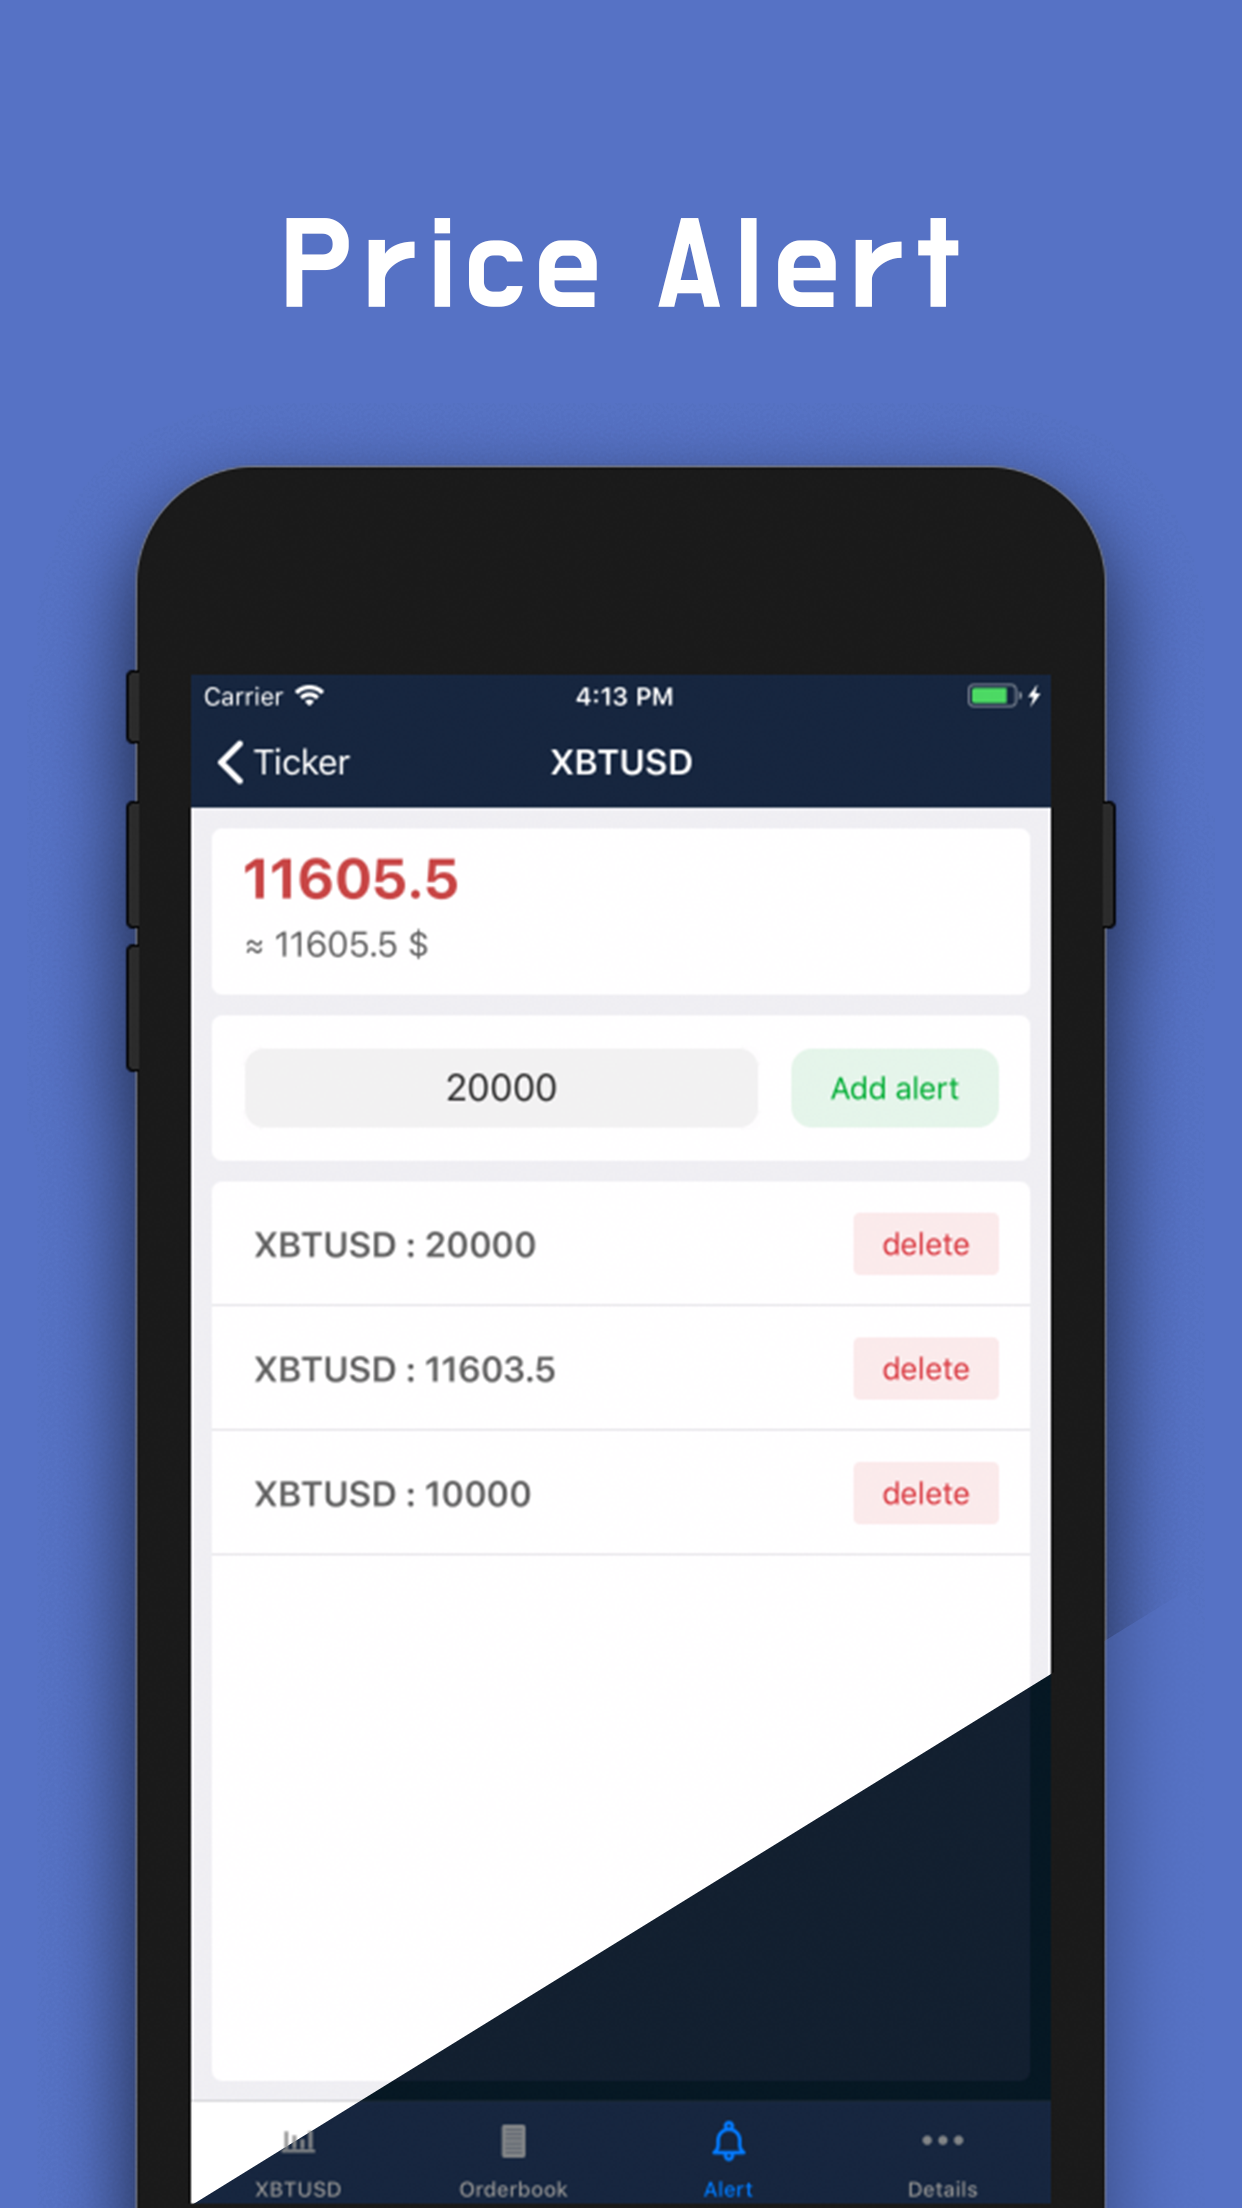 Price Alert
Carrier 4:13 PM
Ticker XBTUSD
11605.5
≈ 11605.5 $
20000 Add alert
XBTUSD : 20000 delete
XBTUSD : 11603.5 delete
XBTUSD : 10000 delete
XBTUSD Orderbook Alert Details